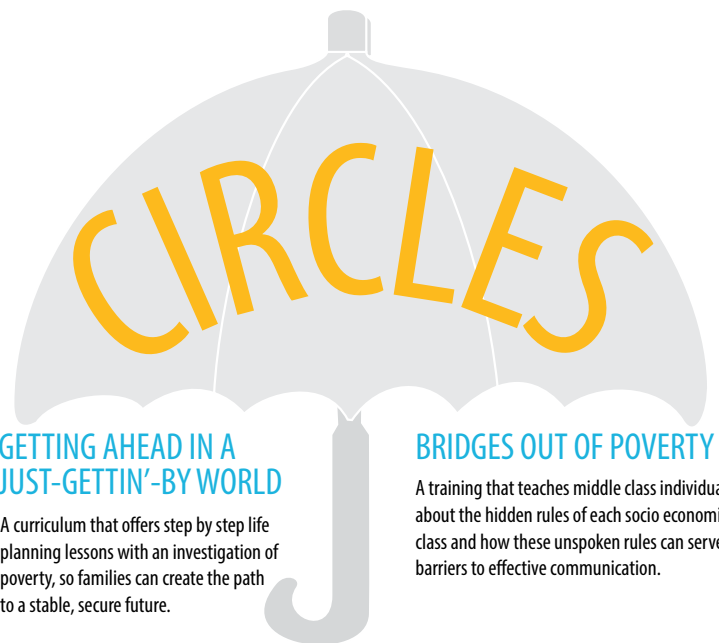 CIRCLES
GETTING AHEAD IN A
JUST-GETTIN'-BY WORLD
A curriculum that offers step by step life
planning lessons with an investigation of
poverty, so families can create the path
to a stable, secure future.
BRIDGES OUT OF POVERTY
A training that teaches middle class
about the hidden rules of each socio
class and how these unspoken rules can serve
barriers to effective communication.